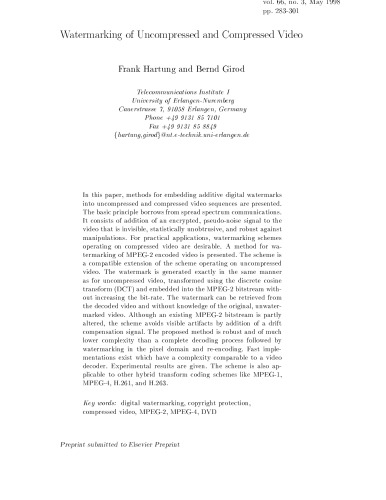 vol. 66, no. 3, May 1998
pp. 283-301
Watermarking of Uncompressed and Compressed Video
Frank Hartung and Bernd Girod
Telecommunications Institute I
University of Erlangen-Nuremberg
Cauerstrasse 7, 91058 Erlangen, Germany
Phone +49 9131 85 7101
Fax +49 9131 85 8849
{hartung,girod}@nt.e-technik.uni-erlangen.de
In this paper, methods for embedding additive digital watermarks
into uncompressed and compressed video sequences are presented.
The basic principle borrows from spread spectrum communications.
It consists of addition of an encrypted, pseudo-noise signal to the
video that is invisible, statistically unobtrusive, and robust against
manipulations. For practical applications, watermarking schemes
operating on compressed video are desirable. A method for wa-
termarking of MPEG-2 encoded video is presented. The scheme is
a compatible extension of the scheme operating on uncompressed
video. The watermark is generated exactly in the same manner
as for uncompressed video, transformed using the discrete cosine
transform (DCT) and embedded into the MPEG-2 bitstream with-
out increasing the bit-rate. The watermark can be retrieved from
the decoded video and without knowledge of the original, unwater-
marked video. Although an existing MPEG-2 bitstream is partly
altered, the scheme avoids visible artifacts by addition of a drift
compensation signal. The proposed method is robust and of much
lower complexity than a complete decoding process followed by
watermarking in the pixel domain and re-encoding. Fast imple-
mentations exist which have a complexity comparable to a video
decoder. Experimental results are given. The scheme is also ap-
plicable to other hybrid transform coding schemes like MPEG-1,
MPEG-4, H.261, and H.263.
Key words: digital watermarking, copyright protection,
compressed video, MPEG-2, MPEG-4, DVD
Preprint submitted to Elsevier Preprint